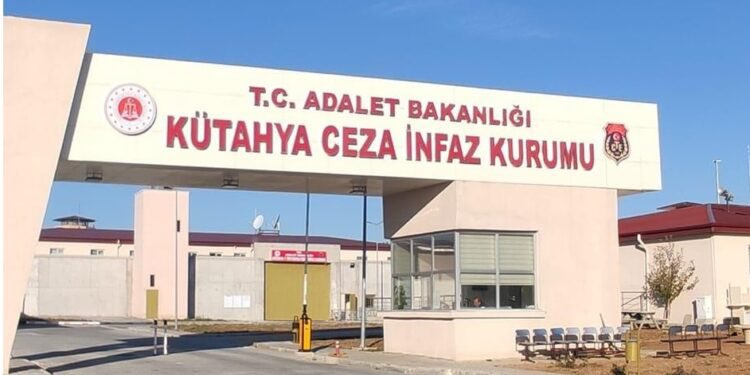 T.C. ADALET BAKANLIĞI
KÜTAHYA CEZA İNFAZ KURUMU